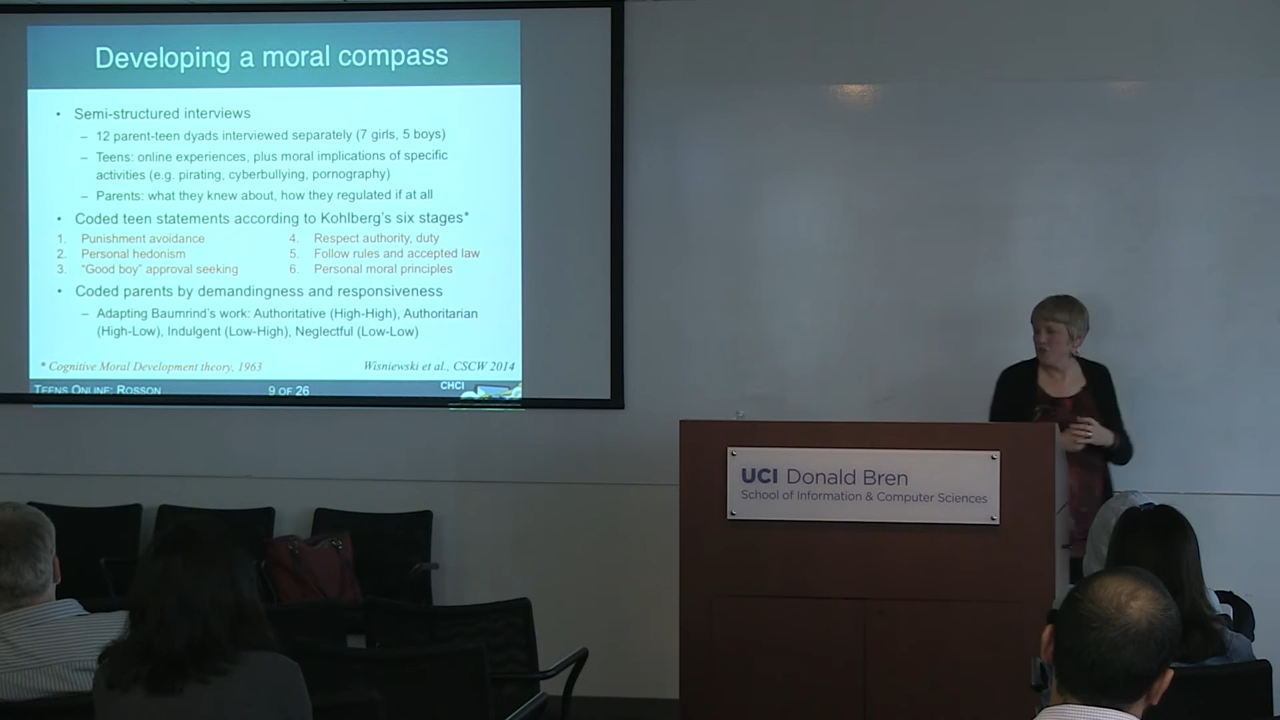 Developing a moral compass
• Semi-structured interviews
– 12 parent-teen dyads interviewed separately (7 girls, 5 boys)
– Teens: online experiences, plus moral implications of specific
activities (e.g. pirating, cyberbullying, pornography)
– Parents: what they knew about, how they regulated if at all
• Coded teen statements according to Kohlberg's six stages*
1. Punishment avoidance
2. Personal hedonism
3. "Good boy" approval seeking
4. Respect authority, duty
5. Follow rules and accepted law
6. Personal moral principles
• Coded parents by demandingness and responsiveness
– Adapting Baumrind's work: Authoritative (High-High), Authoritarian
(High-Low), Indulgent (Low-High), Neglectful (Low-Low)
* Cognitive Moral Development theory, 1963
Wisniewski et al., CSCW 2014
TEENS ONLINE: ROSSON
9 OF 26
CHCI
UCI Donald Bren
School of Information & Computer Sciences